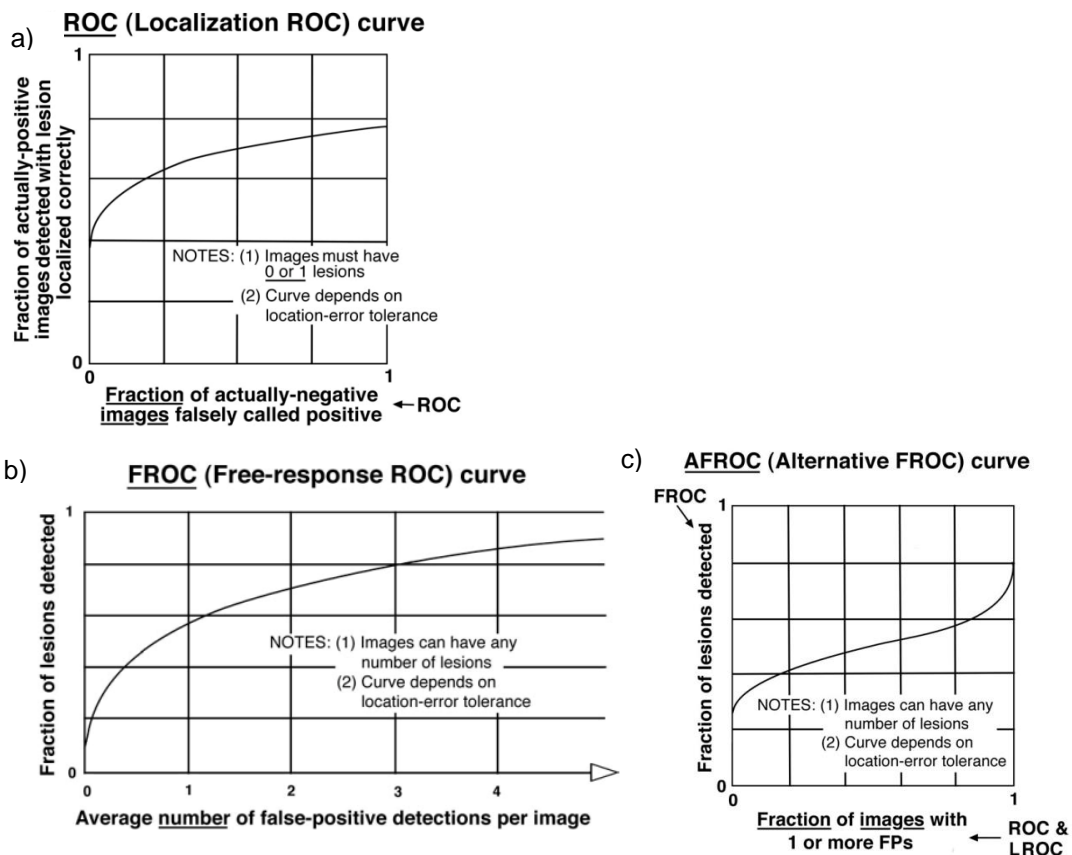 a)
ROC (Localization ROC) curve
Fraction of actually-positive
images detected with lesion
localized correctly
1
0
NOTES: (1) Images must have
0 or 1 lesions
(2) Curve depends on
location-error tolerance
0
1
Fraction of actually-negative
images falsely called positive
ROC
b)
FROC (Free-response ROC) curve
Fraction of lesions detected
1
0
NOTES: (1) Images can have any
number of lesions
(2) Curve depends on
location-error tolerance
0
1
2
3
4
Average number of false-positive detections per image
c)
AFROC (Alternative FROC) curve
FROC
Fraction of lesions detected
1
0
NOTES: (1) Images can have any
number of lesions
(2) Curve depends on
location-error tolerance
0
1
Fraction of images with
1 or more FPs
ROC &
LROC